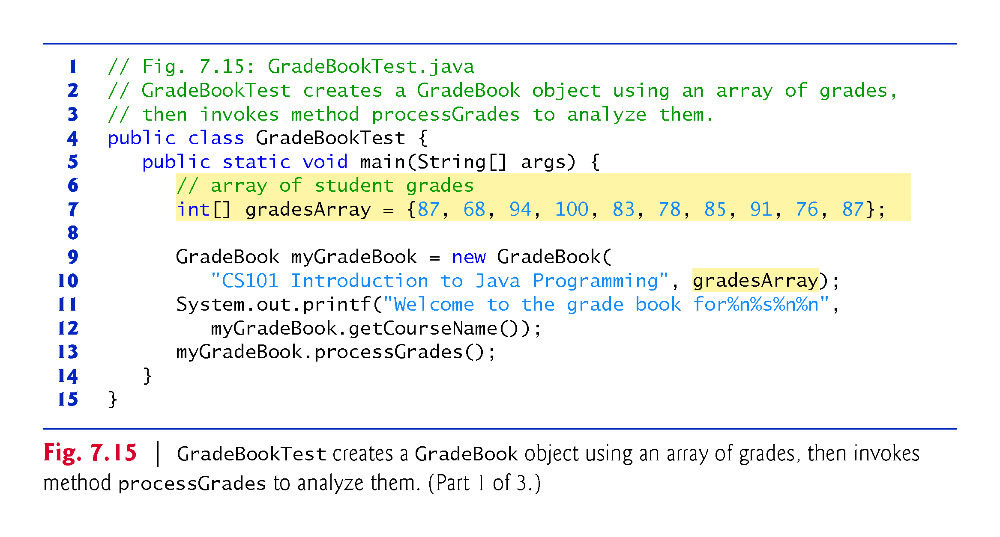 1 // Fig. 7.15: GradeBookTest.java
2 // GradeBookTest creates a GradeBook object using an array of grades,
3 // then invokes method processGrades to analyze them.
4 public class GradeBookTest {
5    public static void main(String[] args) {
6       // array of student grades
7       int[] gradesArray = {87, 68, 94, 100, 83, 78, 85, 91, 76, 87};
8
9       GradeBook myGradeBook = new GradeBook(
10          "CS101 Introduction to Java Programming", gradesArray);
11       System.out.printf("Welcome to the grade book for%n%s%n%n",
12          myGradeBook.getCourseName());
13       myGradeBook.processGrades();
14    }
15 }
Fig. 7.15 | GradeBookTest creates a GradeBook object using an array of grades, then invokes
method processGrades to analyze them. (Part 1 of 3.)